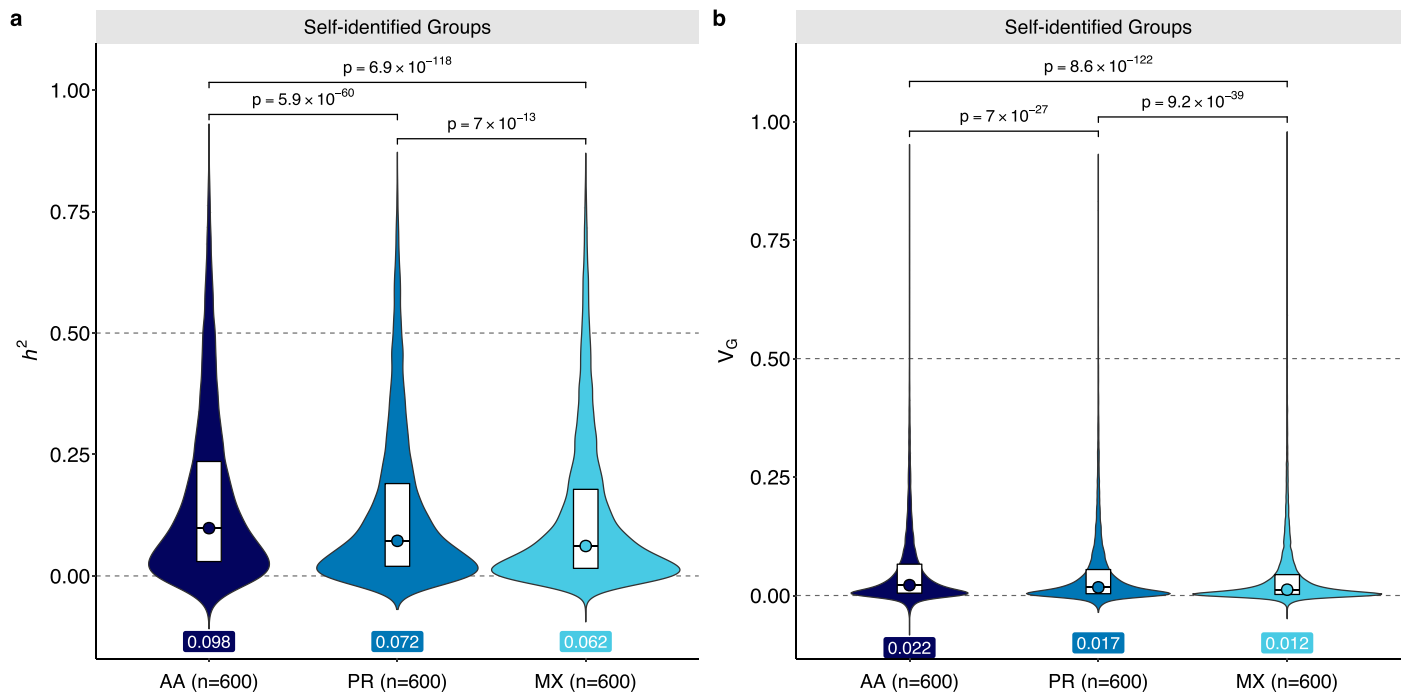 a
Self-identified Groups
p = 6.9 × 10⁻¹¹⁸
p = 5.9 × 10⁻⁶⁰
p = 7 × 10⁻¹³
1.00
0.75
0.50
0.25
0.00
h²
0.098
0.072
0.062
AA (n=600)
PR (n=600)
MX (n=600)
b
Self-identified Groups
p = 8.6 × 10⁻¹²²
p = 9.2 × 10⁻³⁹
p = 7 × 10⁻²⁷
1.00
0.75
0.50
0.25
0.00
V_G
0.022
0.017
0.012
AA (n=600)
PR (n=600)
MX (n=600)